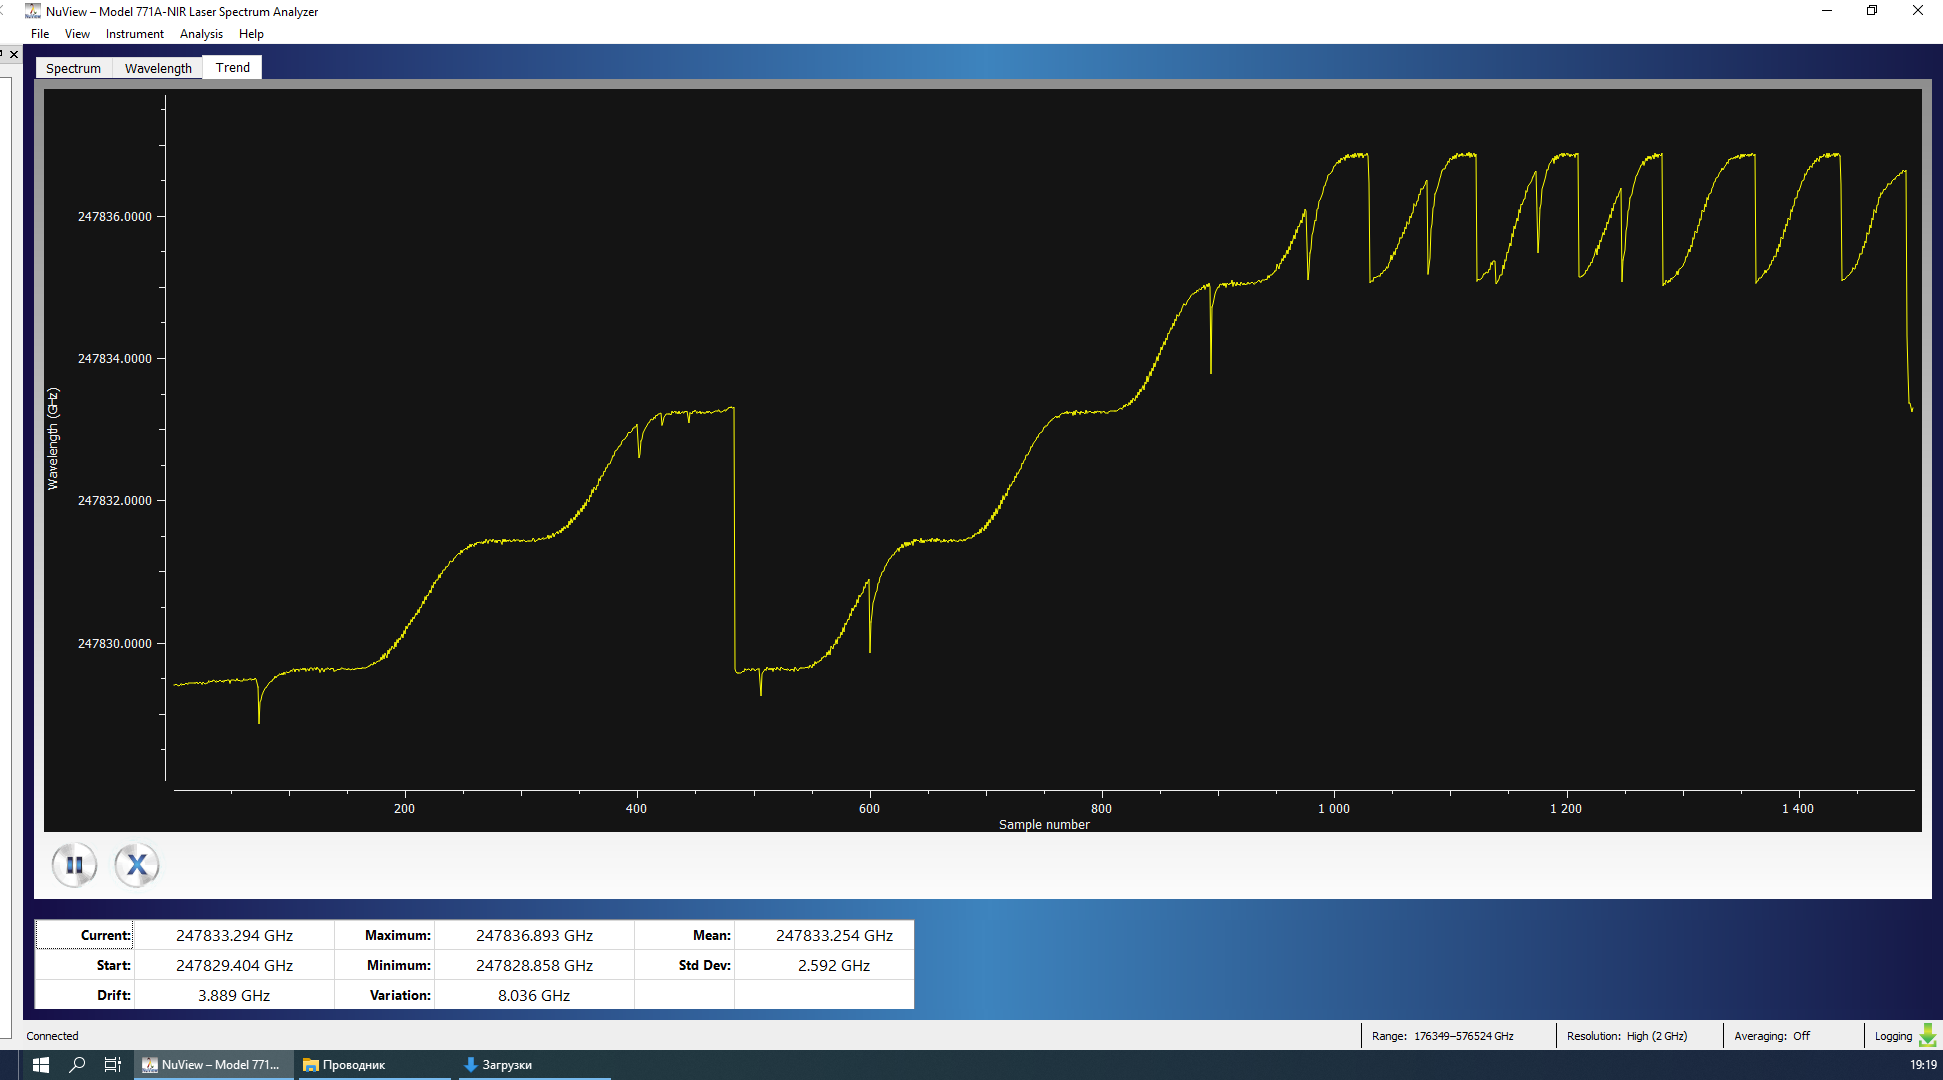 NuView – Model 771A-NIR Laser Spectrum Analyzer
File View Instrument Analysis Help
Spectrum Wavelength Trend
247836.0000
247834.0000
247832.0000
247830.0000
Wavelength (GHz)
200 400 600 800 1 000 1 200 1 400
Sample number
Current: 247833.294 GHz Maximum: 247836.893 GHz Mean: 247833.254 GHz
Start: 247829.404 GHz Minimum: 247828.858 GHz Std Dev: 2.592 GHz
Drift: 3.889 GHz Variation: 8.036 GHz
Connected Range: 176349–576524 GHz Resolution: High (2 GHz) Averaging: Off Logging
NuView – Model 771... Проводник Загрузки 19:19